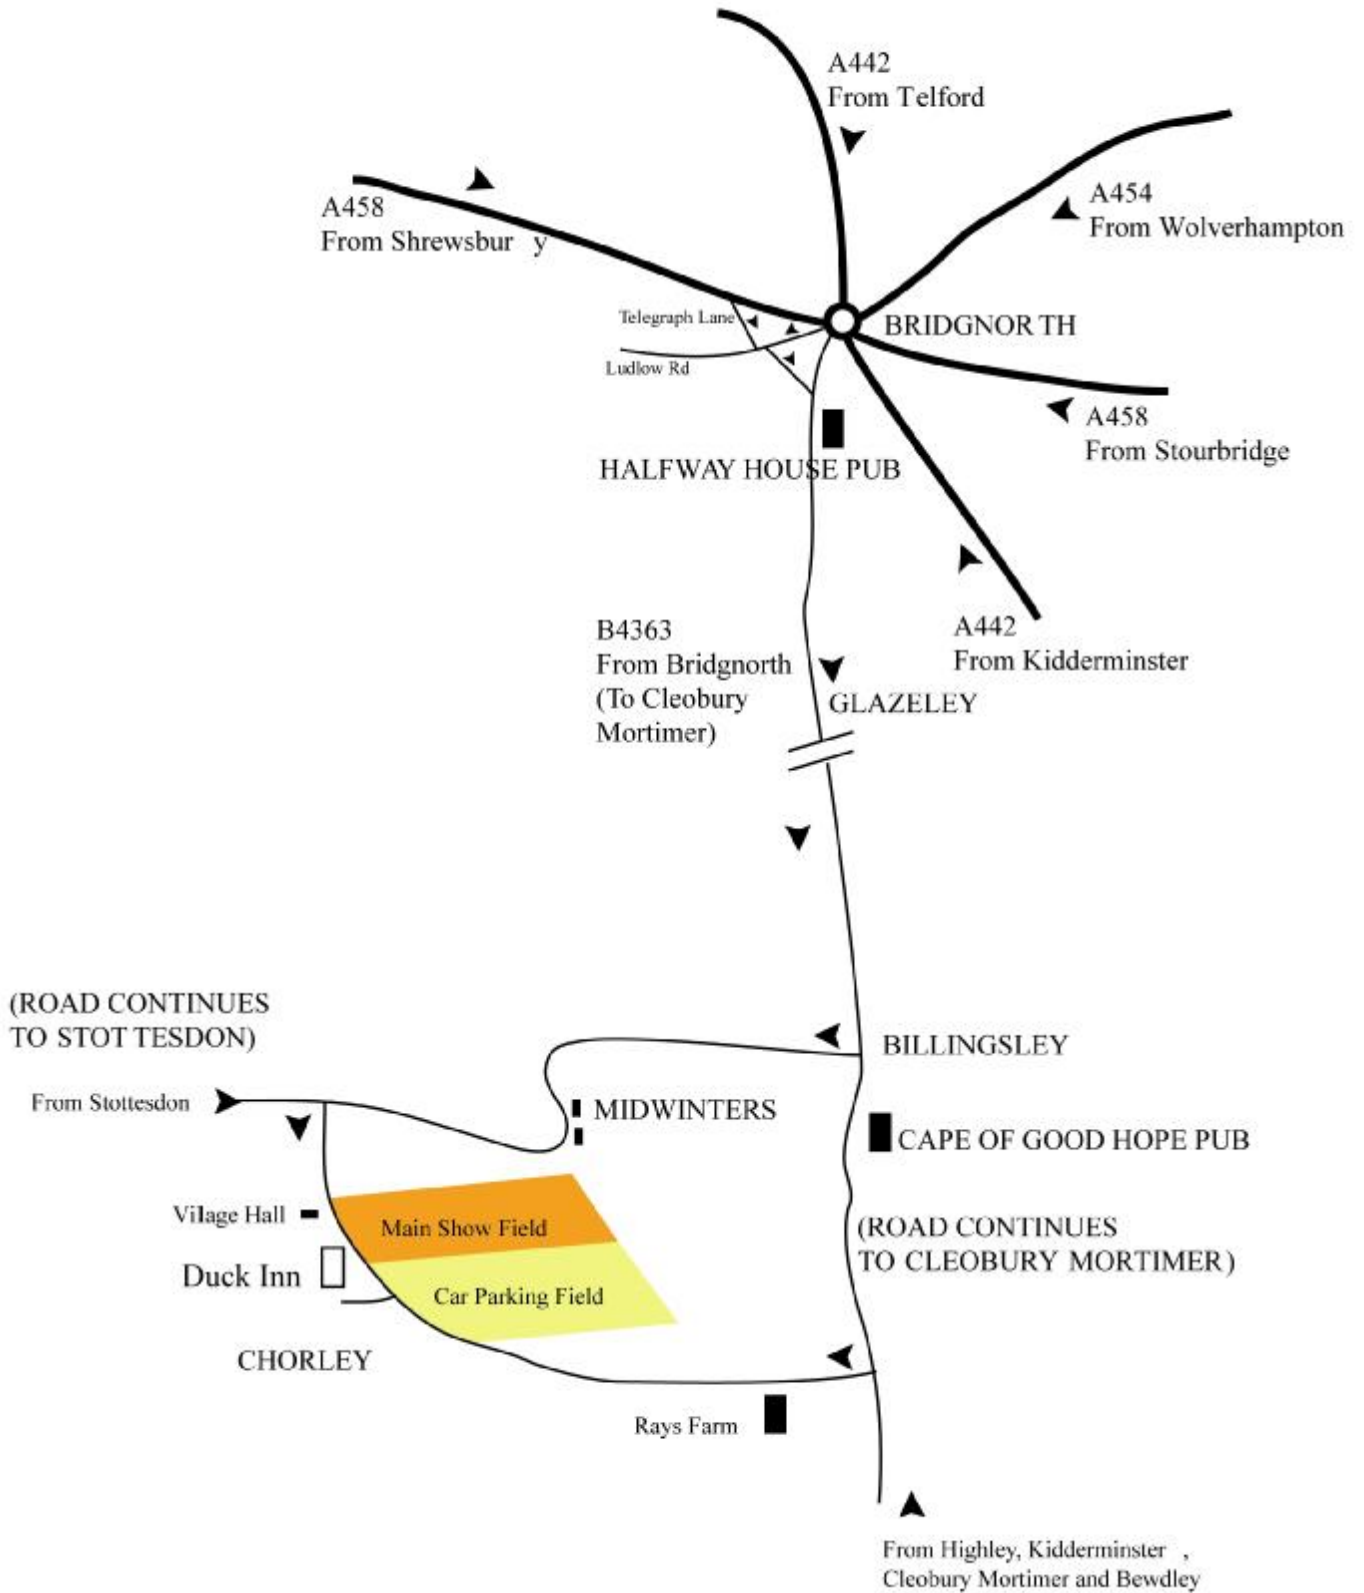 A442
From Telford
A454
From Wolverhampton
A458
From Shrewsbur y
Telegraph Lane
BRIDGNOR TH
Ludlow Rd
A458
From Stourbridge
HALFWAY HOUSE PUB
B4363
From Bridgnorth
(To Cleobury
Mortimer)
A442
From Kidderminster
GLAZELEY
(ROAD CONTINUES
TO STOT TESDON)
BILLINGSLEY
From Stottesdon
MIDWINTERS
CAPE OF GOOD HOPE PUB
Village Hall
Main Show Field
(ROAD CONTINUES
TO CLEOBURY MORTIMER)
Duck Inn
Car Parking Field
CHORLEY
Rays Farm
From Highley, Kidderminster ,
Cleobury Mortimer and Bewdley